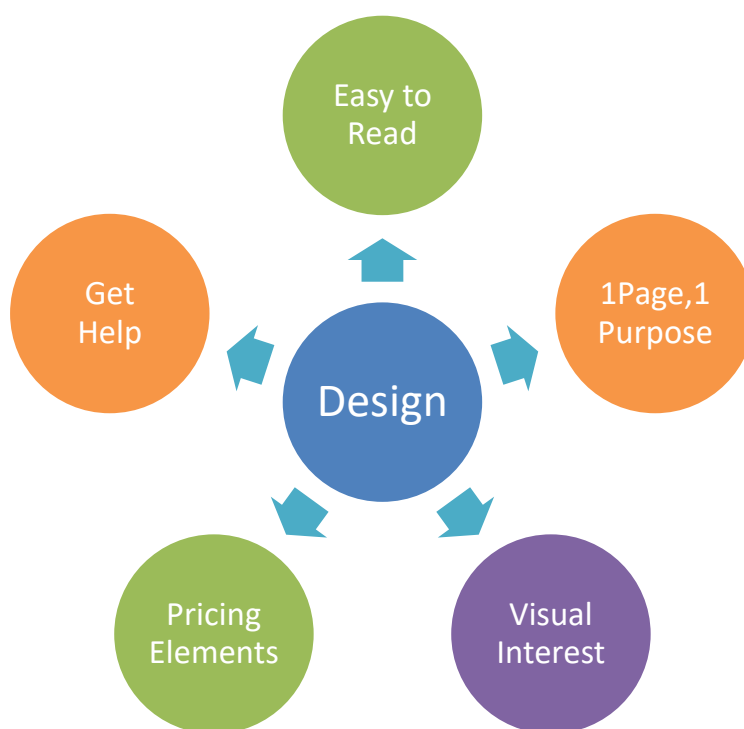 Easy to
Read
Get
Help
1Page,1
Purpose
Design
Pricing
Elements
Visual
Interest